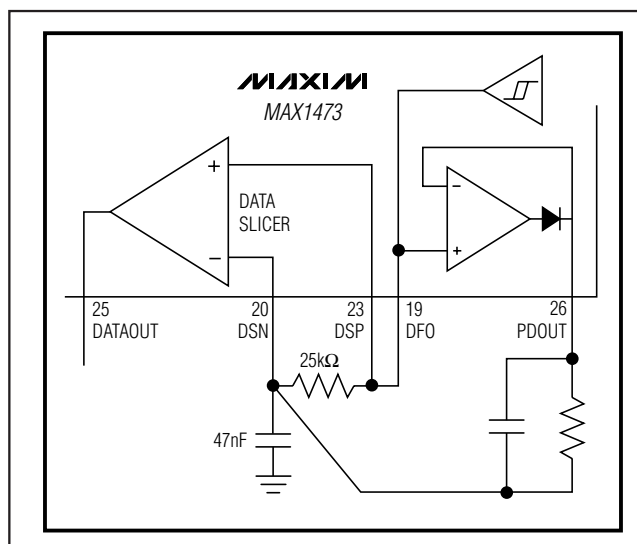 MAXIM
MAX1473
DATA
SLICER
+
−
−
+
25
DATAOUT
20
DSN
23
DSP
19
DFO
26
PDOUT
25kΩ
47nF